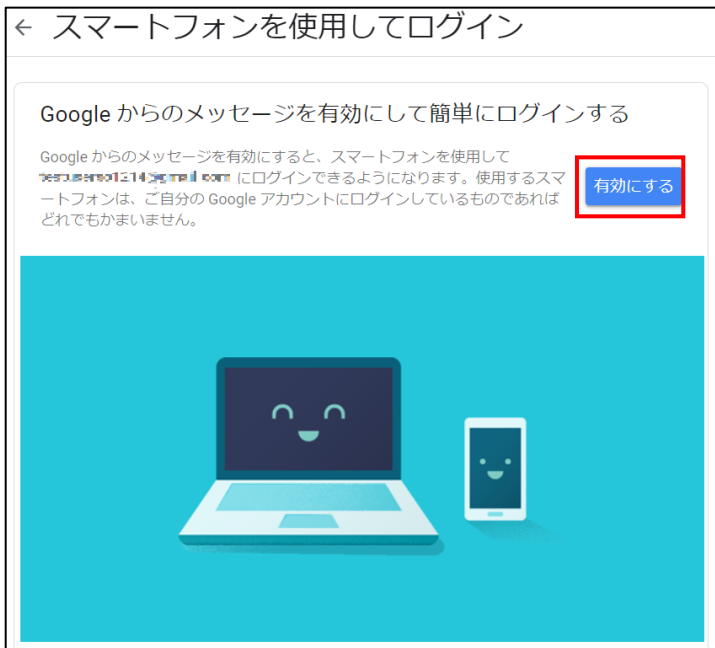 ← スマートフォンを使用してログイン
Google からのメッセージを有効にして簡単にログインする
Google からのメッセージを有効にすると、スマートフォンを使用して
にログインできるようになります。使用するスマ
ートフォンは、ご自分の Google アカウントにログインしているものであれば
どれでもかまいません。
有効にする